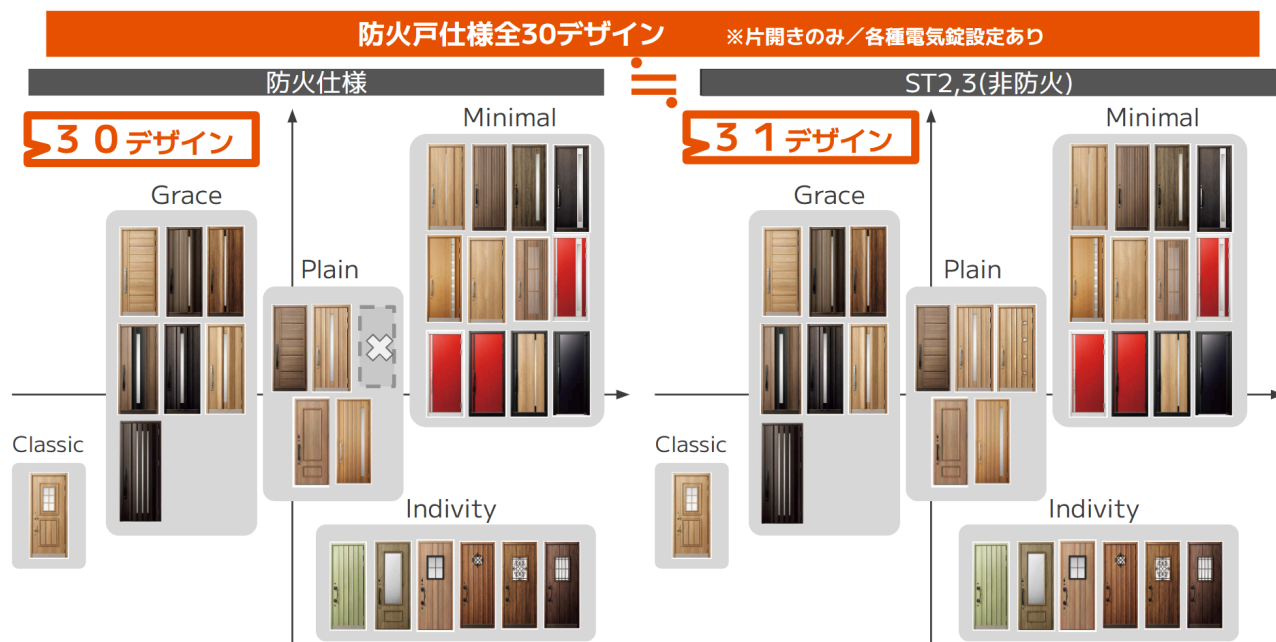 防火戸仕様全30デザイン ※片開きのみ／各種電気錠設定あり
防火仕様
≒
ST2,3(非防火)
３０デザイン
Minimal
Grace
Plain
Classic
Indivity
３１デザイン
Minimal
Grace
Plain
Classic
Indivity